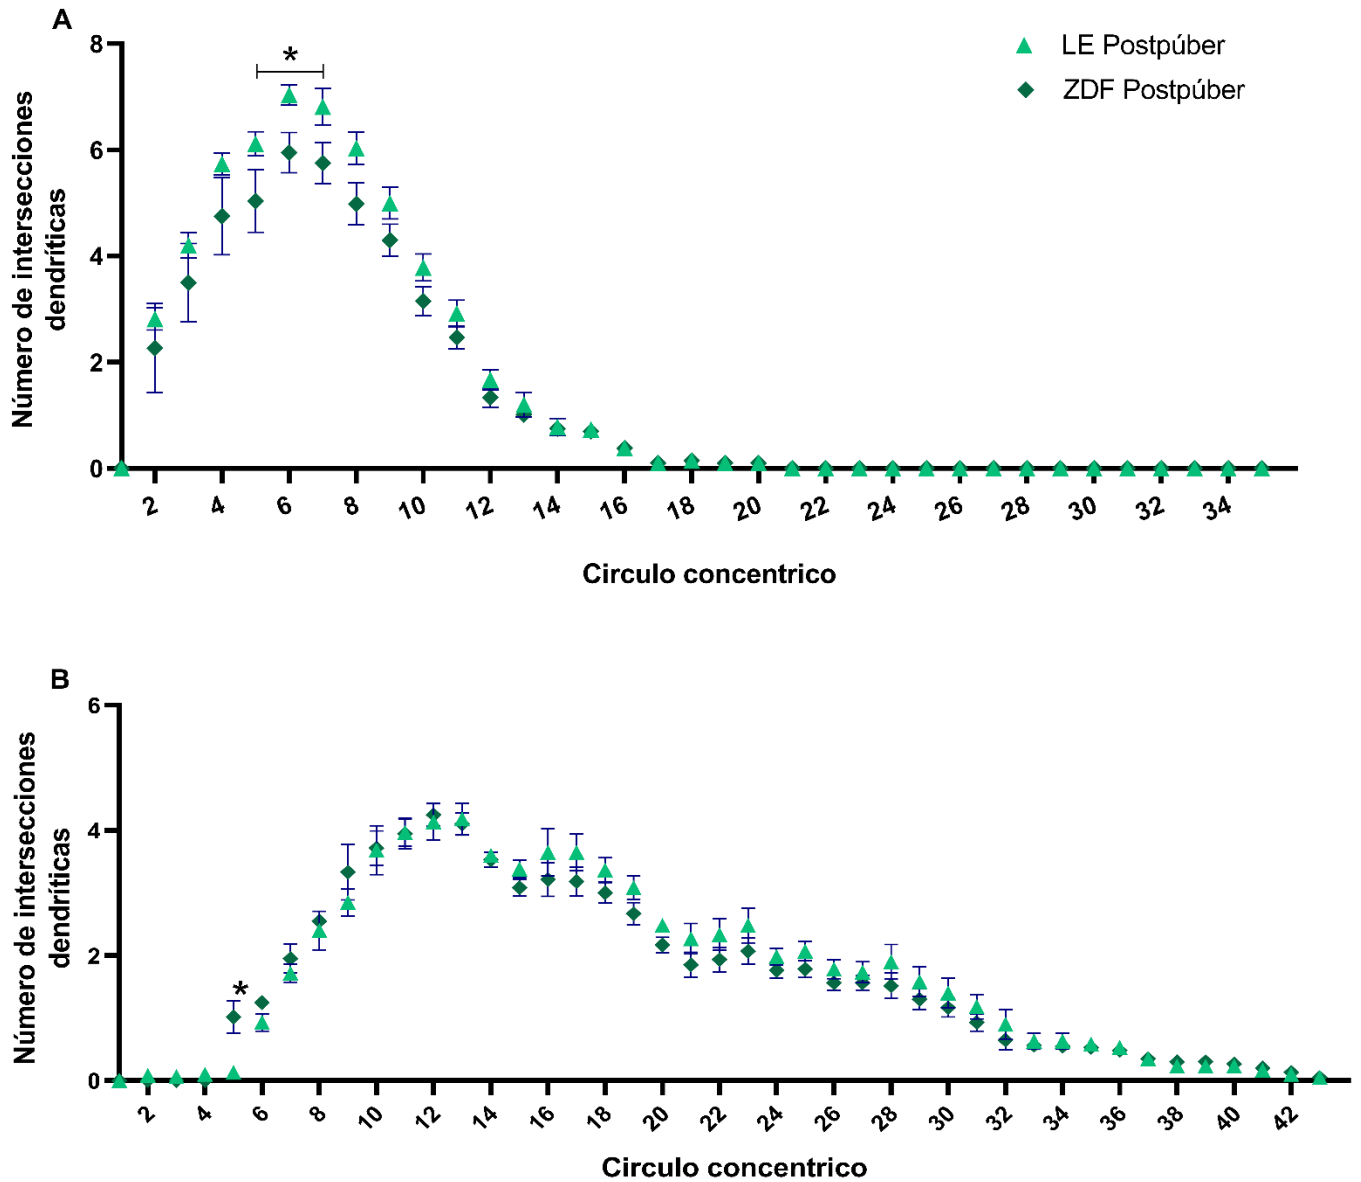 A
LE Postpúber
ZDF Postpúber
*
8
6
4
2
0
Número de intersecciones
dendríticas
2 4 6 8 10 12 14 16 18 20 22 24 26 28 30 32 34
Circulo concentrico
B
6
4
2
0
*
Número de intersecciones
dendríticas
2 4 6 8 10 12 14 16 18 20 22 24 26 28 30 32 34 36 38 40 42
Circulo concentrico